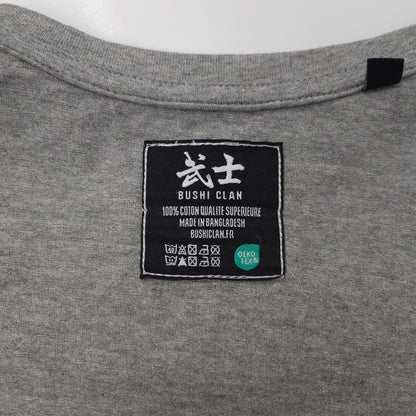 武士
BUSHI CLAN
100% COTON QUALITE SUPERIEURE
MADE IN BANGLADESH
BUSHICLAN.FR
OEKO
TEX